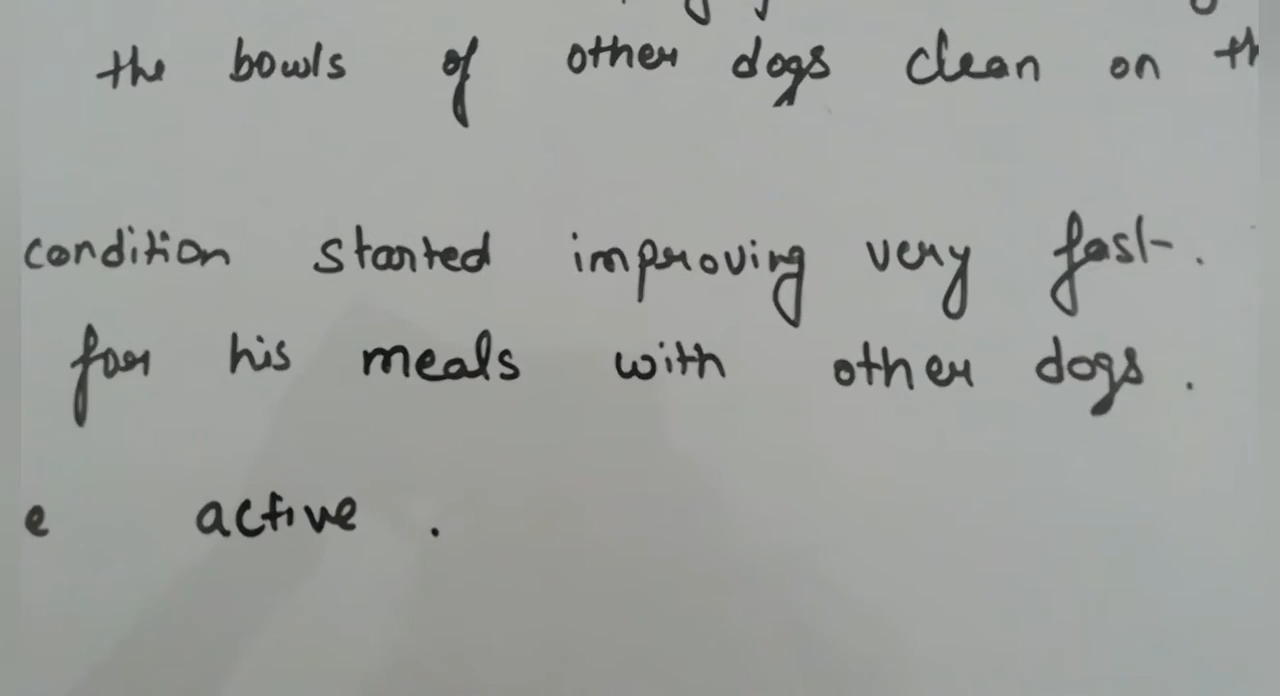 the bowls of other dogs clean on th
condition started improving very fast.
for his meals with other dogs.
e active.